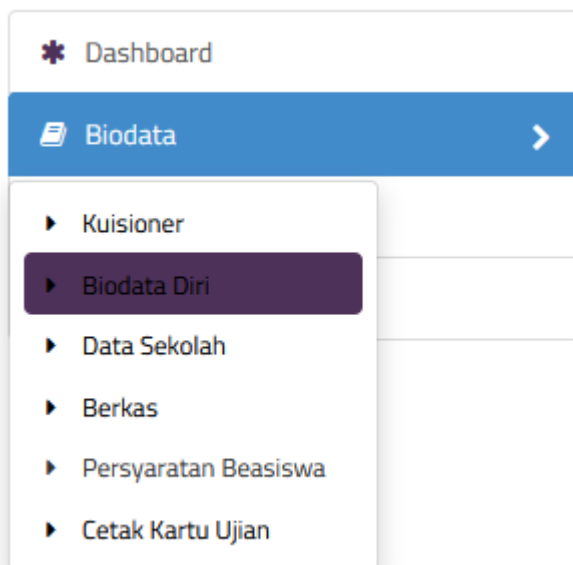 Dashboard
Biodata
Kuisioner
Biodata Diri
Data Sekolah
Berkas
Persyaratan Beasiswa
Cetak Kartu Ujian